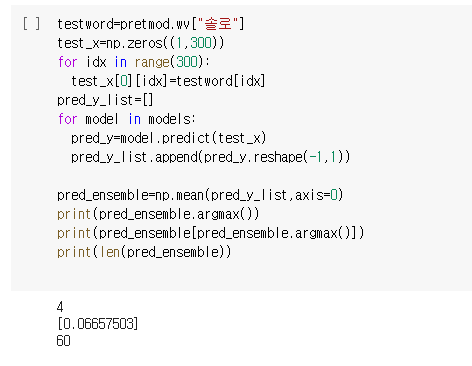 [ ] testword=pretmod.wv["솔로"]
test_x=np.zeros((1,300))
for idx in range(300):
  test_x[0][idx]=testword[idx]
pred_y_list=[]
for model in models:
  pred_y=model.predict(test_x)
  pred_y_list.append(pred_y.reshape(-1,1))

pred_ensemble=np.mean(pred_y_list,axis=0)
print(pred_ensemble.argmax())
print(pred_ensemble[pred_ensemble.argmax()])
print(len(pred_ensemble))

4
[0.06657503]
60